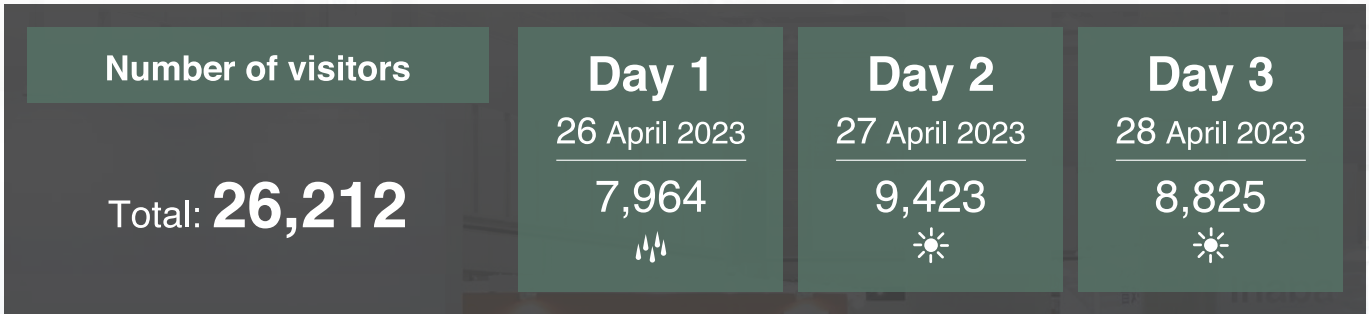 Number of visitors
Total: 26,212
Day 1
26 April 2023
7,964
Day 2
27 April 2023
9,423
Day 3
28 April 2023
8,825